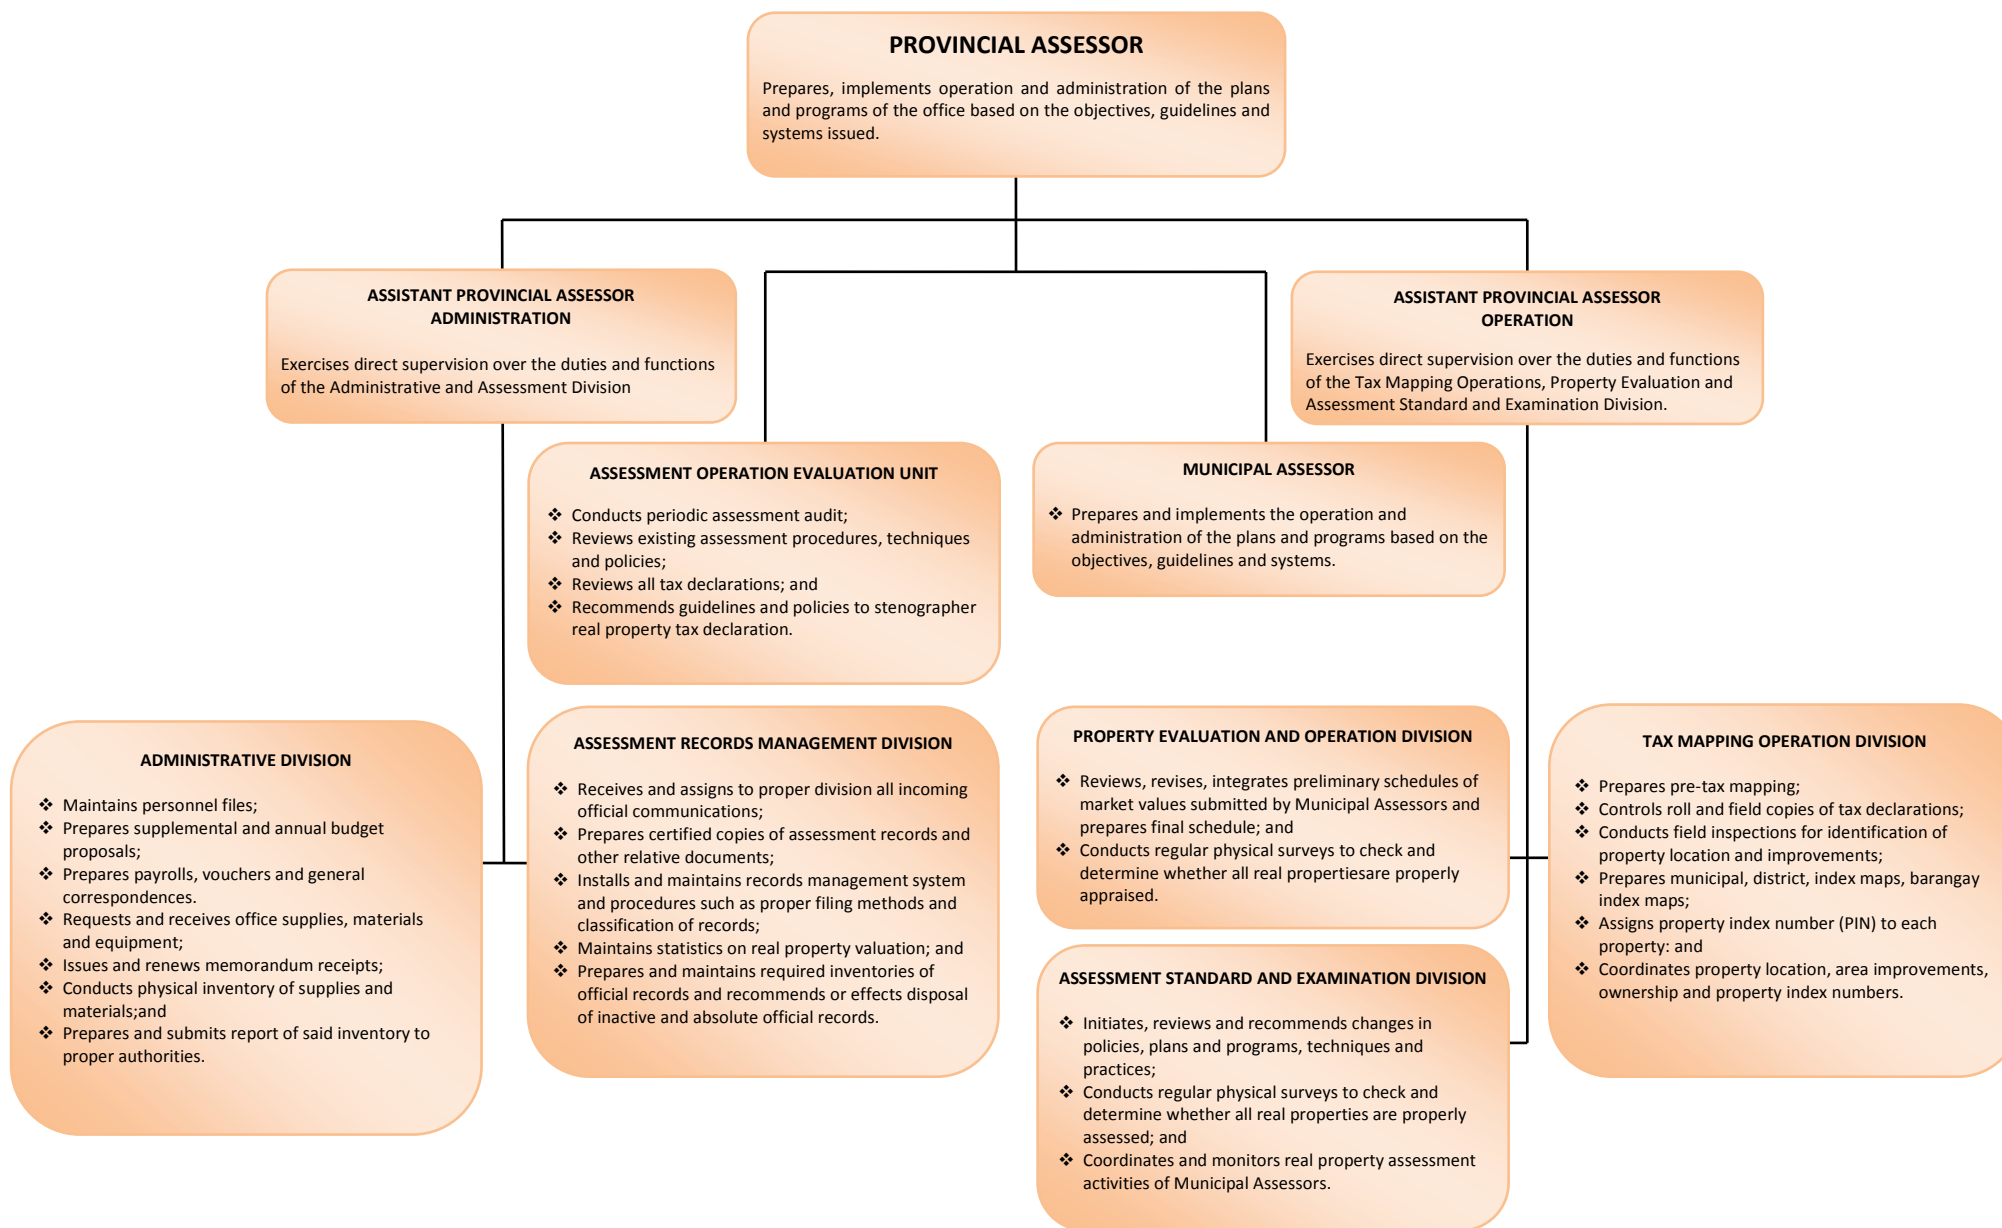 PROVINCIAL ASSESSOR
Prepares, implements operation and administration of the plans
and programs of the office based on the objectives, guidelines and
systems issued.
ASSISTANT PROVINCIAL ASSESSOR
ADMINISTRATION
Exercises direct supervision over the duties and functions
of the Administrative and Assessment Division
ASSISTANT PROVINCIAL ASSESSOR
OPERATION
Exercises direct supervision over the duties and functions
of the Tax Mapping Operations, Property Evaluation and
Assessment Standard and Examination Division.
ASSESSMENT OPERATION EVALUATION UNIT
❖ Conducts periodic assessment audit;
❖ Reviews existing assessment procedures, techniques
and policies;
❖ Reviews all tax declarations; and
❖ Recommends guidelines and policies to stenographer
real property tax declaration.
MUNICIPAL ASSESSOR
❖ Prepares and implements the operation and
administration of the plans and programs based on the
objectives, guidelines and systems.
ADMINISTRATIVE DIVISION
❖ Maintains personnel files;
❖ Prepares supplemental and annual budget
proposals;
❖ Prepares payrolls, vouchers and general
correspondences.
❖ Requests and receives office supplies, materials
and equipment;
❖ Issues and renews memorandum receipts;
❖ Conducts physical inventory of supplies and
materials;and
❖ Prepares and submits report of said inventory to
proper authorities.
ASSESSMENT RECORDS MANAGEMENT DIVISION
❖ Receives and assigns to proper division all incoming
official communications;
❖ Prepares certified copies of assessment records and
other relative documents;
❖ Installs and maintains records management system
and procedures such as proper filing methods and
classification of records;
❖ Maintains statistics on real property valuation; and
❖ Prepares and maintains required inventories of
official records and recommends or effects disposal
of inactive and absolute official records.
PROPERTY EVALUATION AND OPERATION DIVISION
❖ Reviews, revises, integrates preliminary schedules of
market values submitted by Municipal Assessors and
prepares final schedule; and
❖ Conducts regular physical surveys to check and
determine whether all real propertiesare properly
appraised.
ASSESSMENT STANDARD AND EXAMINATION DIVISION
❖ Initiates, reviews and recommends changes in
policies, plans and programs, techniques and
practices;
❖ Conducts regular physical surveys to check and
determine whether all real properties are properly
assessed; and
❖ Coordinates and monitors real property assessment
activities of Municipal Assessors.
TAX MAPPING OPERATION DIVISION
❖ Prepares pre-tax mapping;
❖ Controls roll and field copies of tax declarations;
❖ Conducts field inspections for identification of
property location and improvements;
❖ Prepares municipal, district, index maps, barangay
index maps;
❖ Assigns property index number (PIN) to each
property: and
❖ Coordinates property location, area improvements,
ownership and property index numbers.